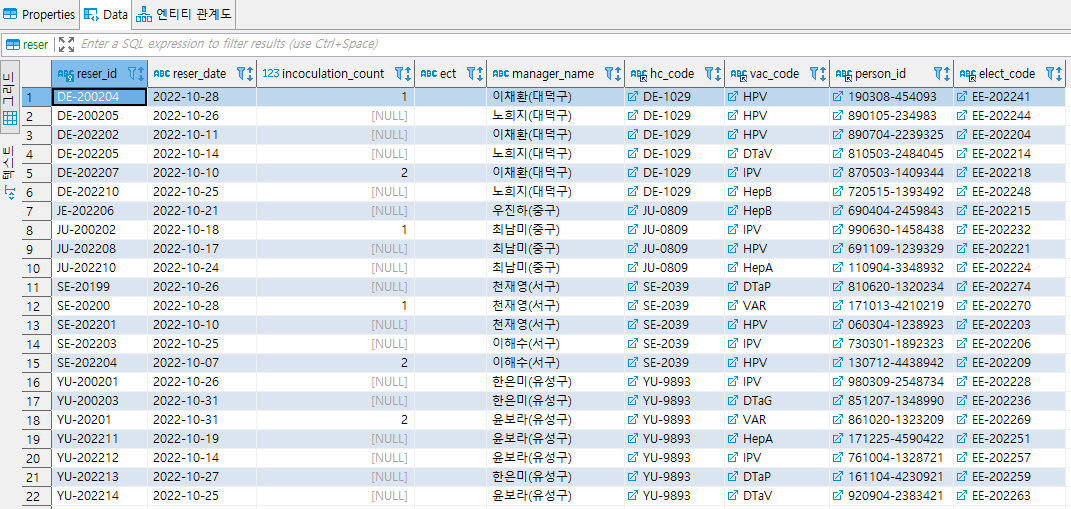 Properties Data 엔티티 관계도
reser Enter a SQL expression to filter results (use Ctrl+Space)
그리드
텍스트
ABC reser_id ABC reser_date 123 incoculation_count ABC ect ABC manager_name ABC hc_code ABC vac_code ABC person_id ABC elect_code
1 DE-200204 2022-10-28 1 이채환(대덕구) DE-1029 HPV 190308-454093 EE-202241
2 DE-200205 2022-10-26 [NULL] 노희지(대덕구) DE-1029 HPV 890105-234983 EE-202244
3 DE-202202 2022-10-11 [NULL] 이채환(대덕구) DE-1029 HPV 890704-2239325 EE-202204
4 DE-202205 2022-10-14 [NULL] 노희지(대덕구) DE-1029 DTaV 810503-2484045 EE-202214
5 DE-202207 2022-10-10 2 이채환(대덕구) DE-1029 IPV 870503-1409344 EE-202218
6 DE-202210 2022-10-25 [NULL] 노희지(대덕구) DE-1029 HepB 720515-1393492 EE-202248
7 JE-202206 2022-10-21 [NULL] 우진하(중구) JU-0809 HepB 690404-2459843 EE-202215
8 JU-200202 2022-10-18 1 최남미(중구) JU-0809 IPV 990630-1458438 EE-202232
9 JU-202208 2022-10-17 [NULL] 최남미(중구) JU-0809 HPV 691109-1239329 EE-202221
10 JU-202210 2022-10-24 [NULL] 최남미(중구) JU-0809 HepA 110904-3348932 EE-202224
11 SE-20199 2022-10-26 [NULL] 천재영(서구) SE-2039 DTaP 810620-1320234 EE-202274
12 SE-20200 2022-10-28 1 천재영(서구) SE-2039 VAR 171013-4210219 EE-202270
13 SE-202201 2022-10-10 [NULL] 천재영(서구) SE-2039 HPV 060304-1238923 EE-202203
14 SE-202203 2022-10-25 [NULL] 이해수(서구) SE-2039 IPV 730301-1892323 EE-202206
15 SE-202204 2022-10-07 2 이해수(서구) SE-2039 HPV 130712-4438942 EE-202209
16 YU-200201 2022-10-26 [NULL] 한은미(유성구) YU-9893 IPV 980309-2548734 EE-202228
17 YU-200203 2022-10-31 [NULL] 한은미(유성구) YU-9893 DTaG 851207-1348990 EE-202236
18 YU-20201 2022-10-31 2 윤보라(유성구) YU-9893 VAR 861020-1323209 EE-202269
19 YU-202211 2022-10-19 [NULL] 윤보라(유성구) YU-9893 HepA 171225-4590422 EE-202251
20 YU-202212 2022-10-14 [NULL] 윤보라(유성구) YU-9893 IPV 761004-1328721 EE-202257
21 YU-202213 2022-10-27 [NULL] 한은미(유성구) YU-9893 DTaP 161104-4230921 EE-202259
22 YU-202214 2022-10-25 [NULL] 윤보라(유성구) YU-9893 DTaV 920904-2383421 EE-202263